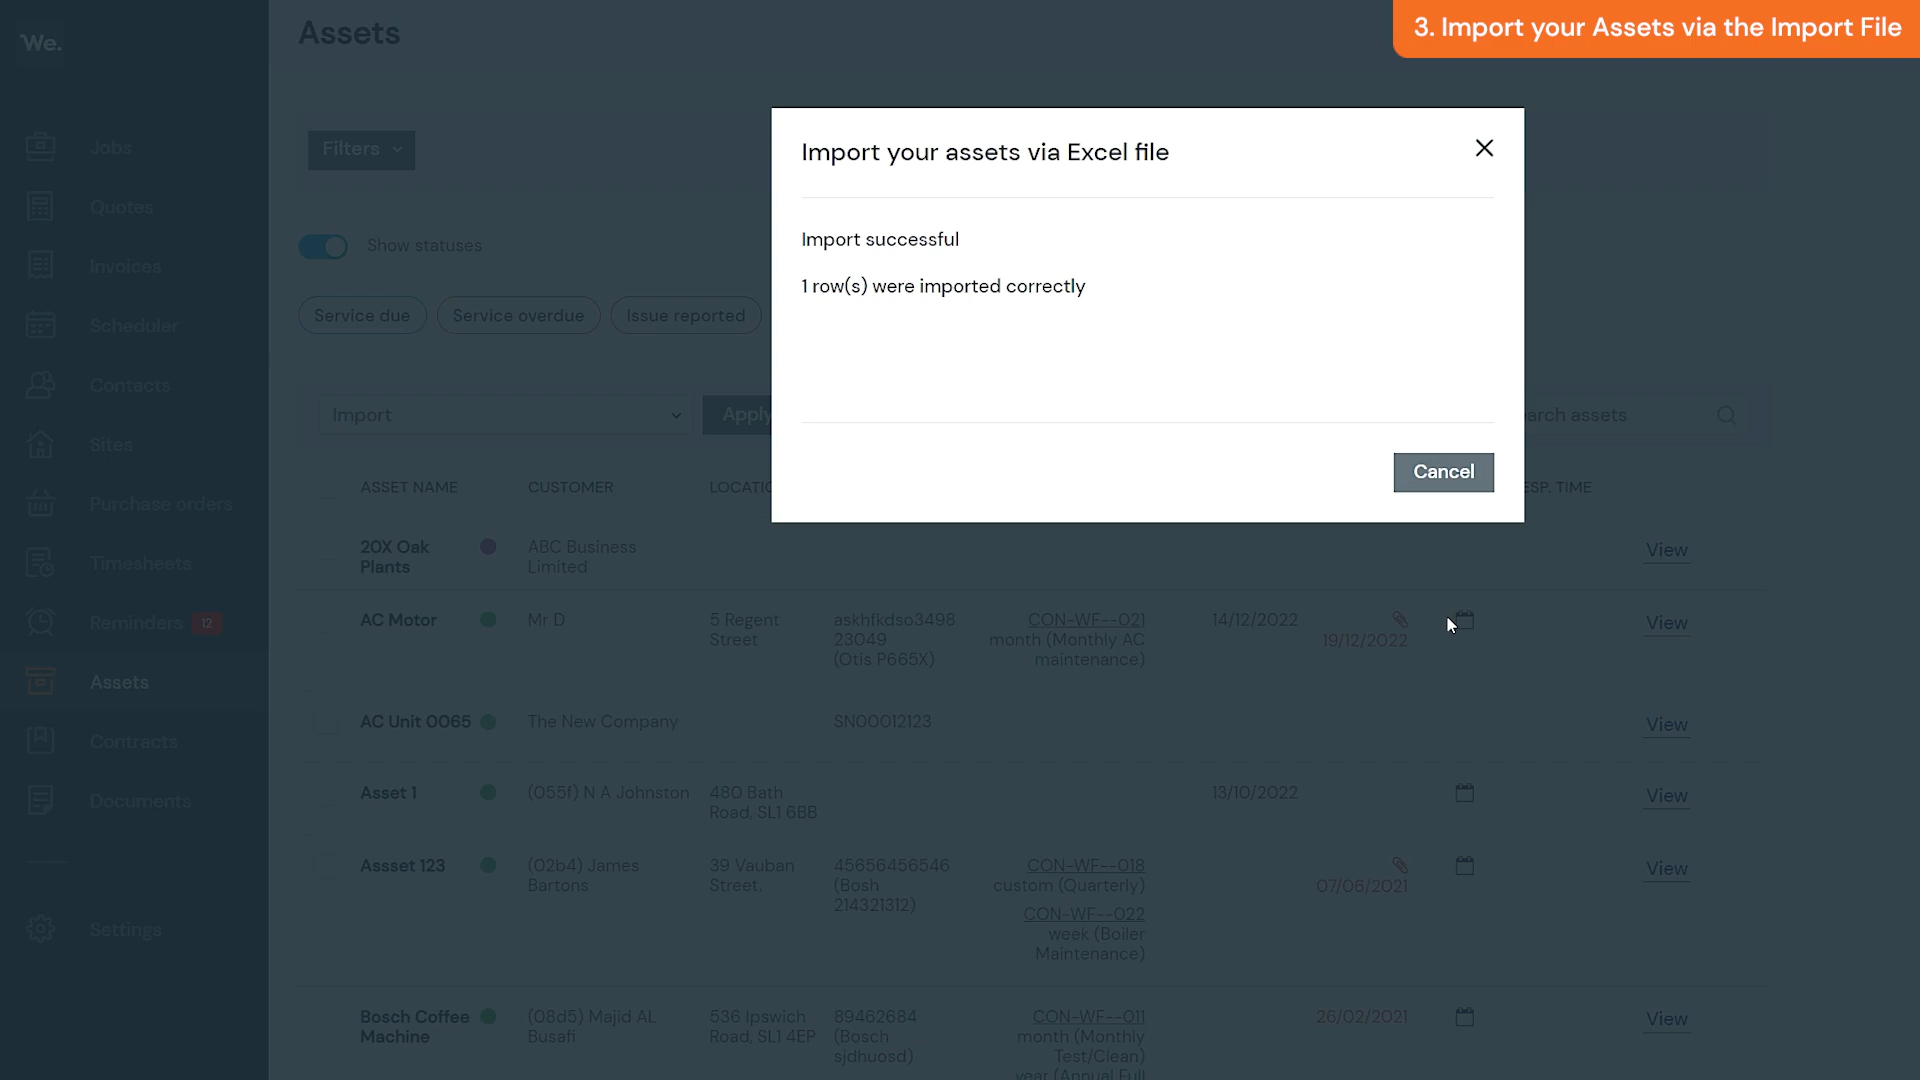 We.
Assets
3. Import your Assets via the Import File
Jobs
Quotes
Invoices
Scheduler
Contacts
Sites
Purchase orders
Timesheets
Reminders 12
Assets
Contracts
Documents
Settings
Filters
Show statuses
Service due
Service overdue
Issue reported
Import your assets via Excel file
Import successful
1 row(s) were imported correctly
Cancel
Import
Apply
arch assets
ASSET NAME CUSTOMER LOCATIO ESP. TIME
20X Oak ABC Business View
Plants Limited
AC Motor Mr D 5 Regent askhfkdso3498 CON-WF--021 14/12/2022 View
Street 23049 month (Monthly AC 19/12/2022
(Otis P665X) maintenance)
AC Unit 0065 The New Company SN00012123 View
Asset 1 (055f) N A Johnston 480 Bath 13/10/2022 View
Road, SL1 6BB
Assset 123 (02b4) James 39 Vauban 45656456546 CON-WF--018 View
Bartons Street, (Bosh custom (Quarterly) 07/06/2021
214321312) CON-WF--022
week (Boiler
Maintenance)
Bosch Coffee (08d5) Majid AL 536 Ipswich 89462684 CON-WF--011 26/02/2021 View
Machine Busafi Road, SL1 4EP (Bosch month (Monthly
sjdhuosd) Test/Clean)
year (Annual Full